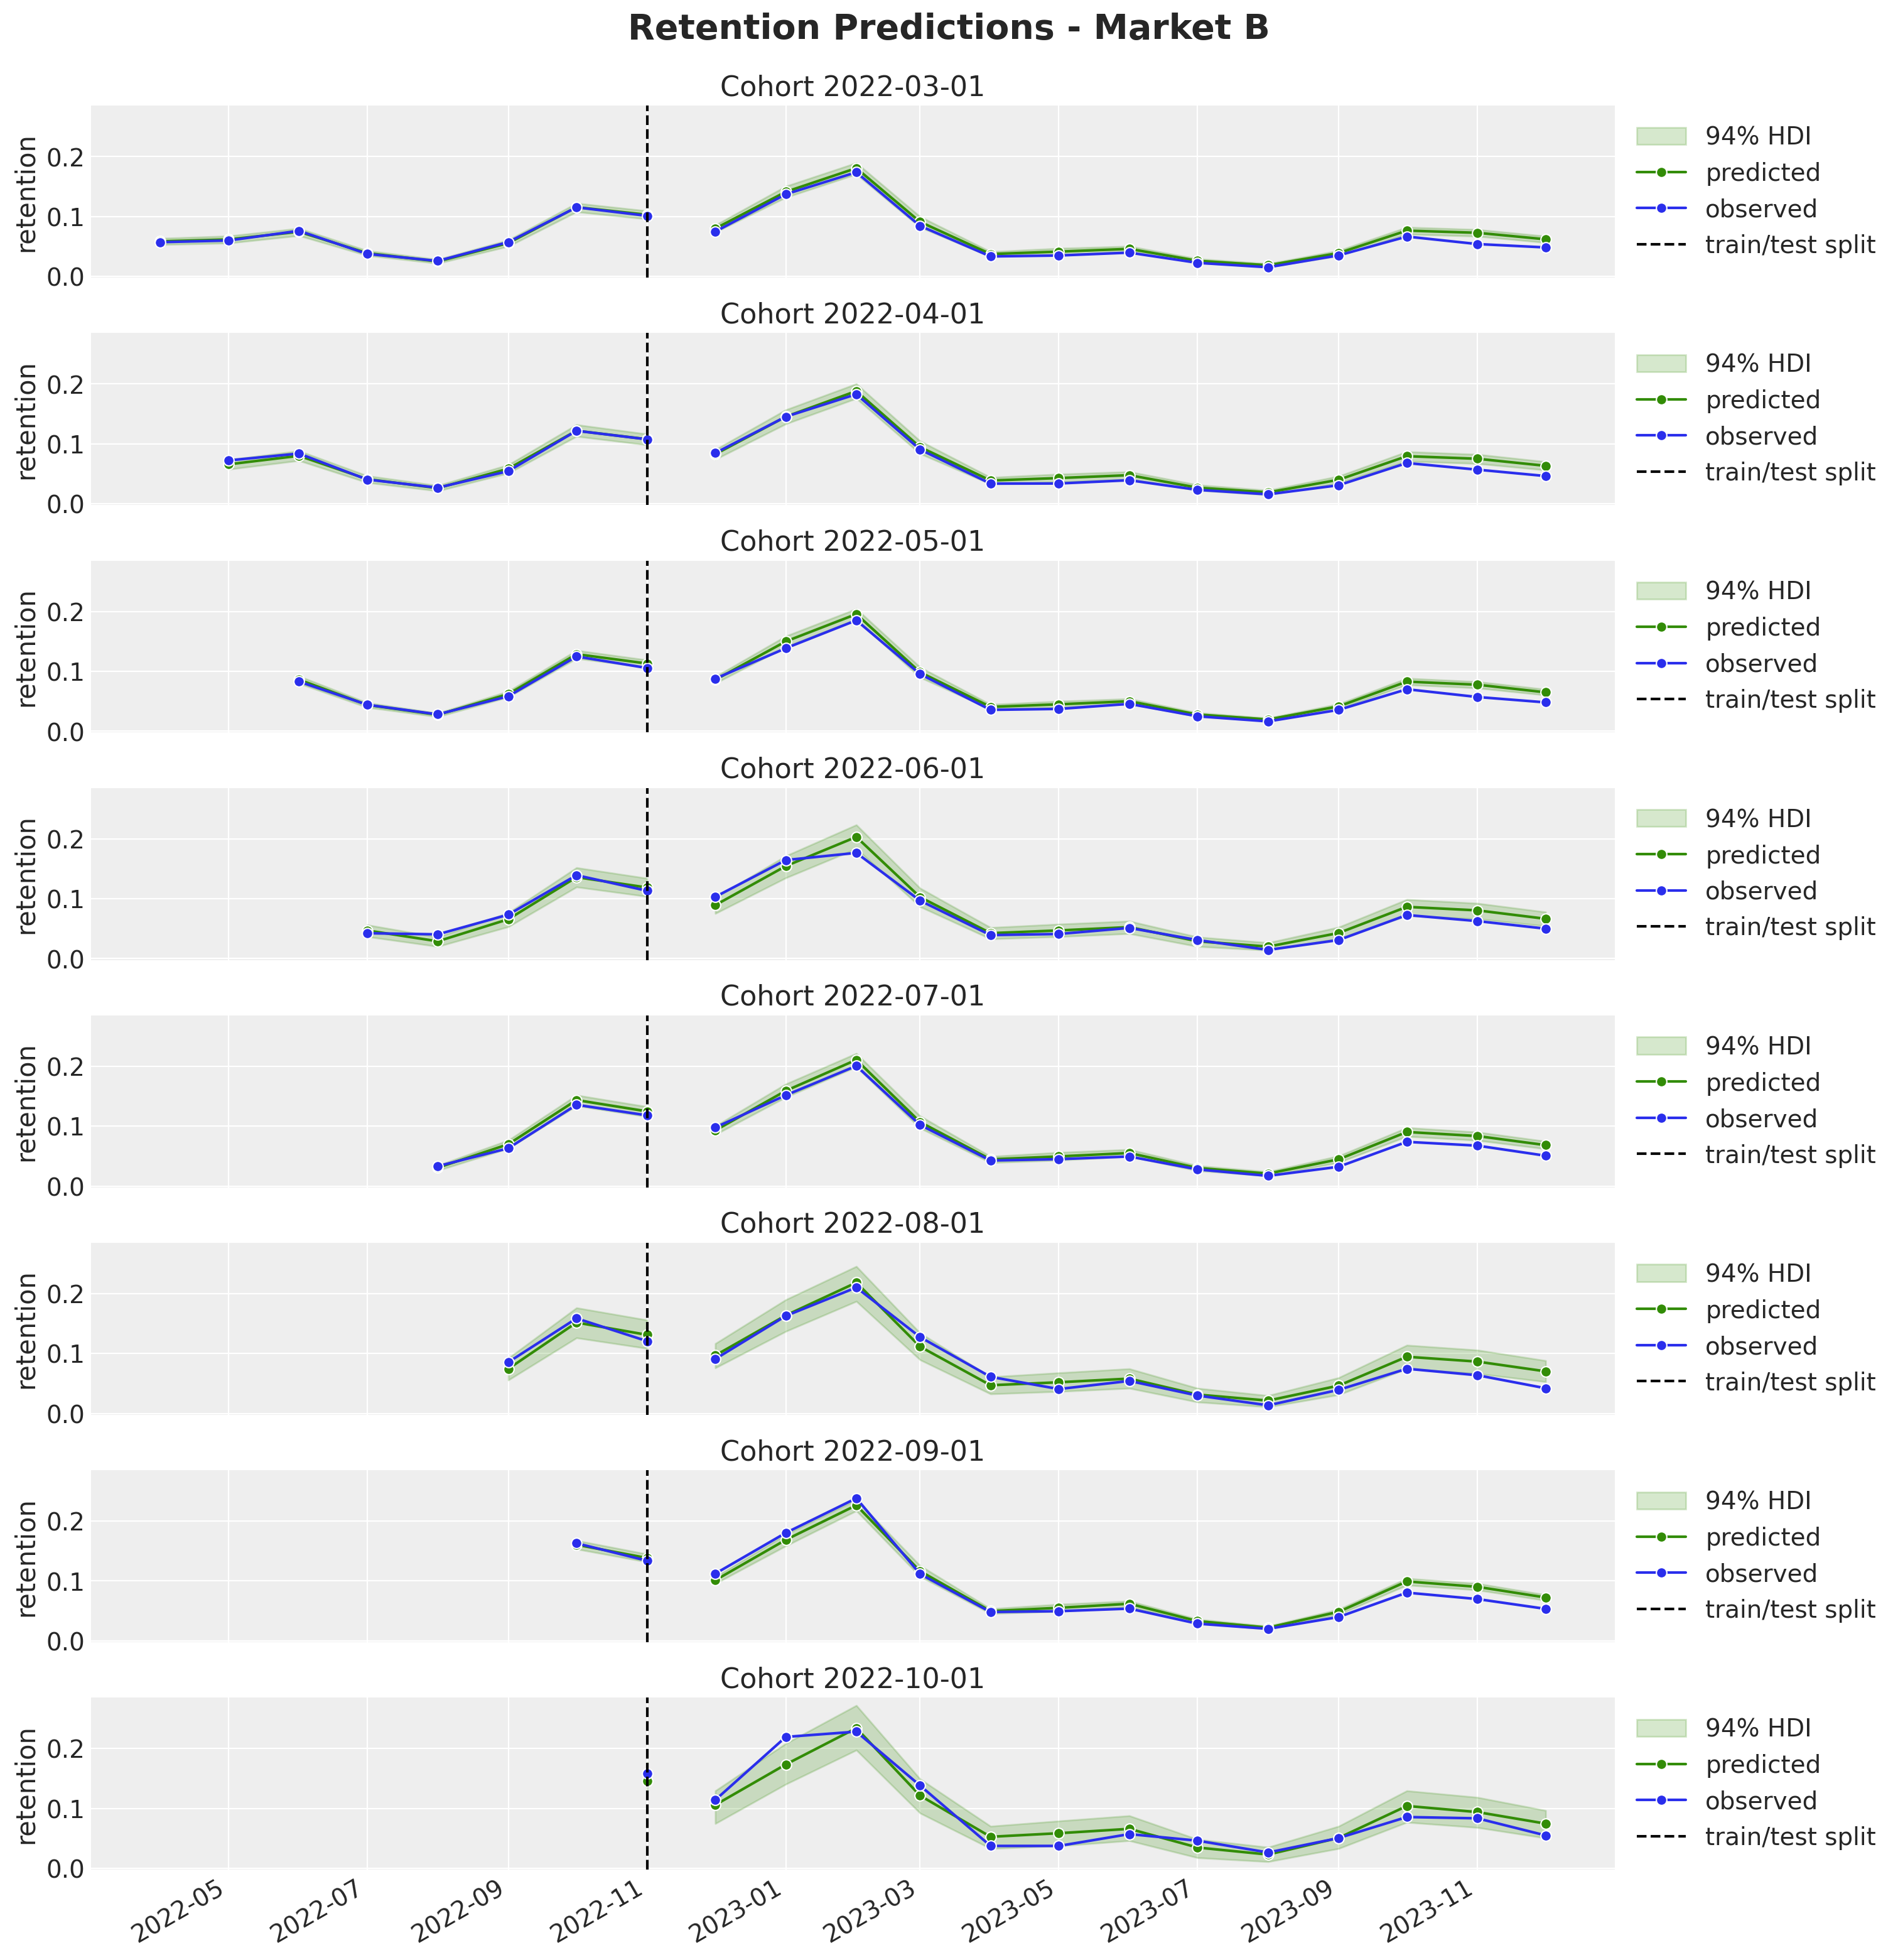 Retention Predictions - Market B
Cohort 2022-03-01
retention
0.2
0.1
0.0
94% HDI
predicted
observed
train/test split
Cohort 2022-04-01
retention
0.2
0.1
0.0
94% HDI
predicted
observed
train/test split
Cohort 2022-05-01
retention
0.2
0.1
0.0
94% HDI
predicted
observed
train/test split
Cohort 2022-06-01
retention
0.2
0.1
0.0
94% HDI
predicted
observed
train/test split
Cohort 2022-07-01
retention
0.2
0.1
0.0
94% HDI
predicted
observed
train/test split
Cohort 2022-08-01
retention
0.2
0.1
0.0
94% HDI
predicted
observed
train/test split
Cohort 2022-09-01
retention
0.2
0.1
0.0
94% HDI
predicted
observed
train/test split
Cohort 2022-10-01
retention
0.2
0.1
0.0
94% HDI
predicted
observed
train/test split
2022-05
2022-07
2022-09
2022-11
2023-01
2023-03
2023-05
2023-07
2023-09
2023-11